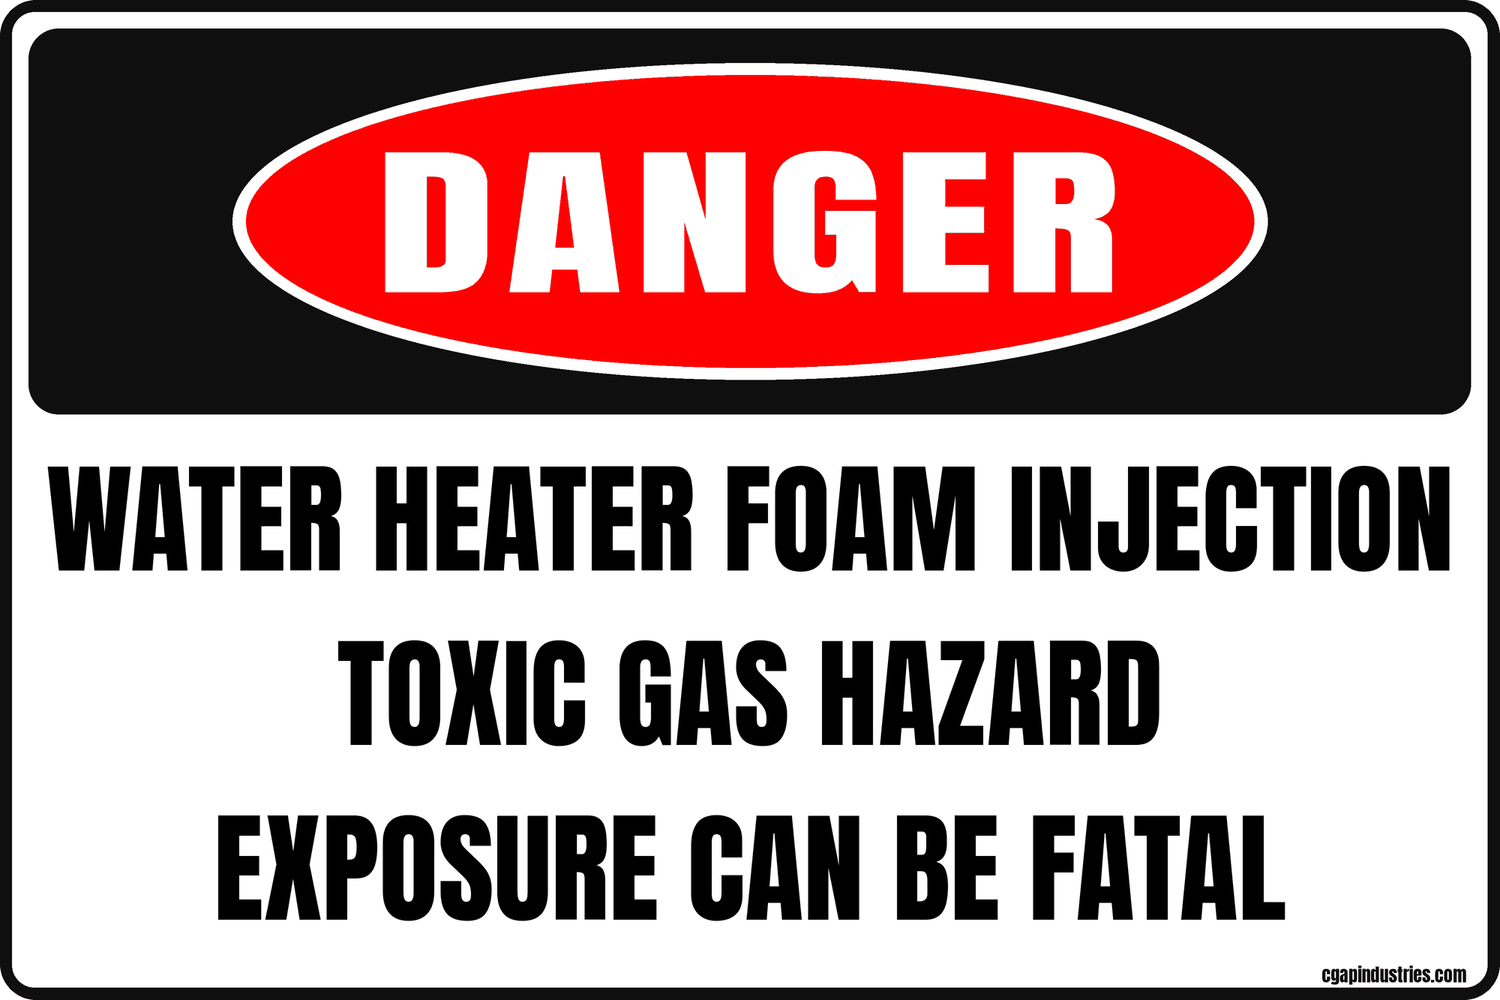 DANGER
WATER HEATER FOAM INJECTION
TOXIC GAS HAZARD
EXPOSURE CAN BE FATAL
cgapindustries.com